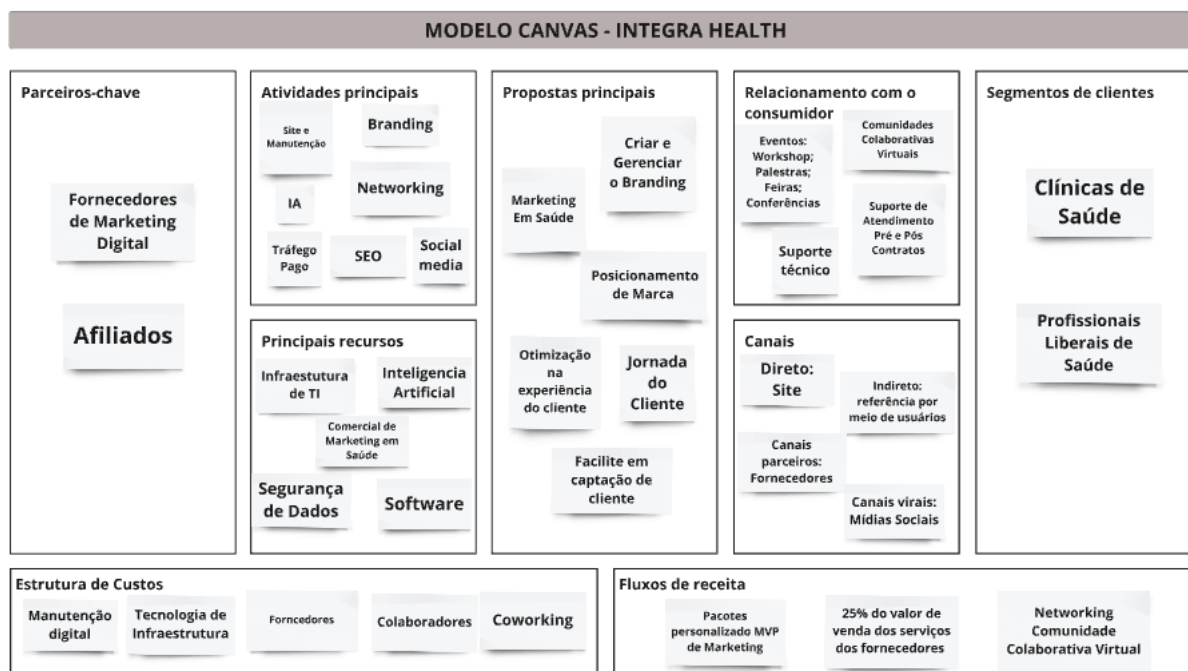 MODELO CANVAS - INTEGRA HEALTH
Parceiros-chave
Fornecedores
de Marketing
Digital
Afiliados
Atividades principais
Site e
Manutenção
Branding
IA
Networking
Tráfego
Pago
SEO
Social
media
Principais recursos
Infraestutura
de TI
Inteligencia
Artificial
Comercial de
Marketing em
Saúde
Segurança
de Dados
Software
Propostas principais
Criar e
Gerenciar
o Branding
Marketing
Em Saúde
Posicionamento
de Marca
Otimização
na
experiência
do cliente
Jornada
do
Cliente
Facilite em
captação de
cliente
Relacionamento com o
consumidor
Eventos:
Workshop;
Palestras;
Feiras;
Conferências
Comunidades
Colaborativas
Virtuais
Suporte de
Atendimento
Pré e Pós
Contratos
Suporte
técnico
Canais
Direto:
Site
Indireto:
referência por
meio de usuários
Canais
parceiros:
Fornecedores
Canais virais:
Mídias Sociais
Segmentos de clientes
Clínicas de
Saúde
Profissionais
Liberais de
Saúde
Estrutura de Custos
Manutenção
digital
Tecnologia de
Infraestrutura
Forncedores
Colaboradores
Coworking
Fluxos de receita
Pacotes
personalizado MVP
de Marketing
25% do valor de
venda dos serviços
dos fornecedores
Networking
Comunidade
Colaborativa Virtual